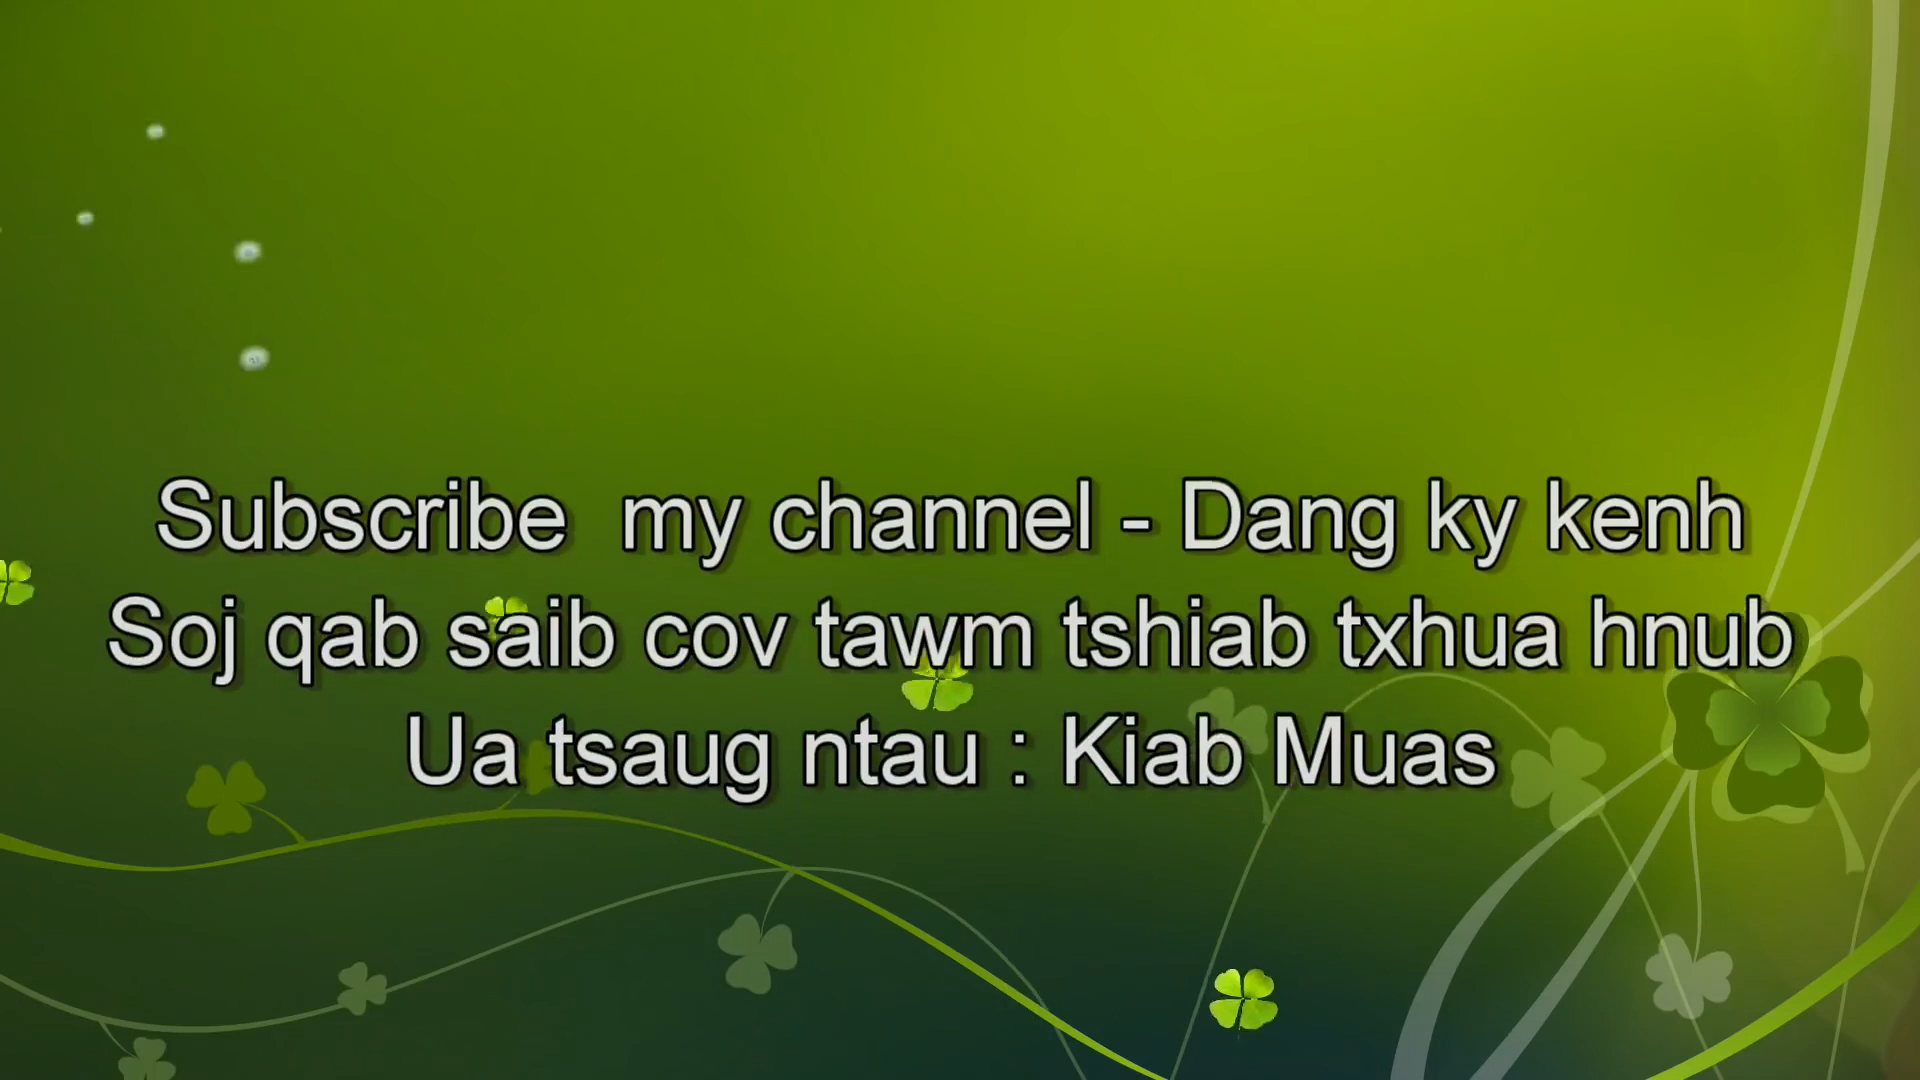 Subscribe  my channel - Dang ky kenh
Soj qab saib cov tawm tshiab txhua hnub
Ua tsaug ntau : Kiab Muas